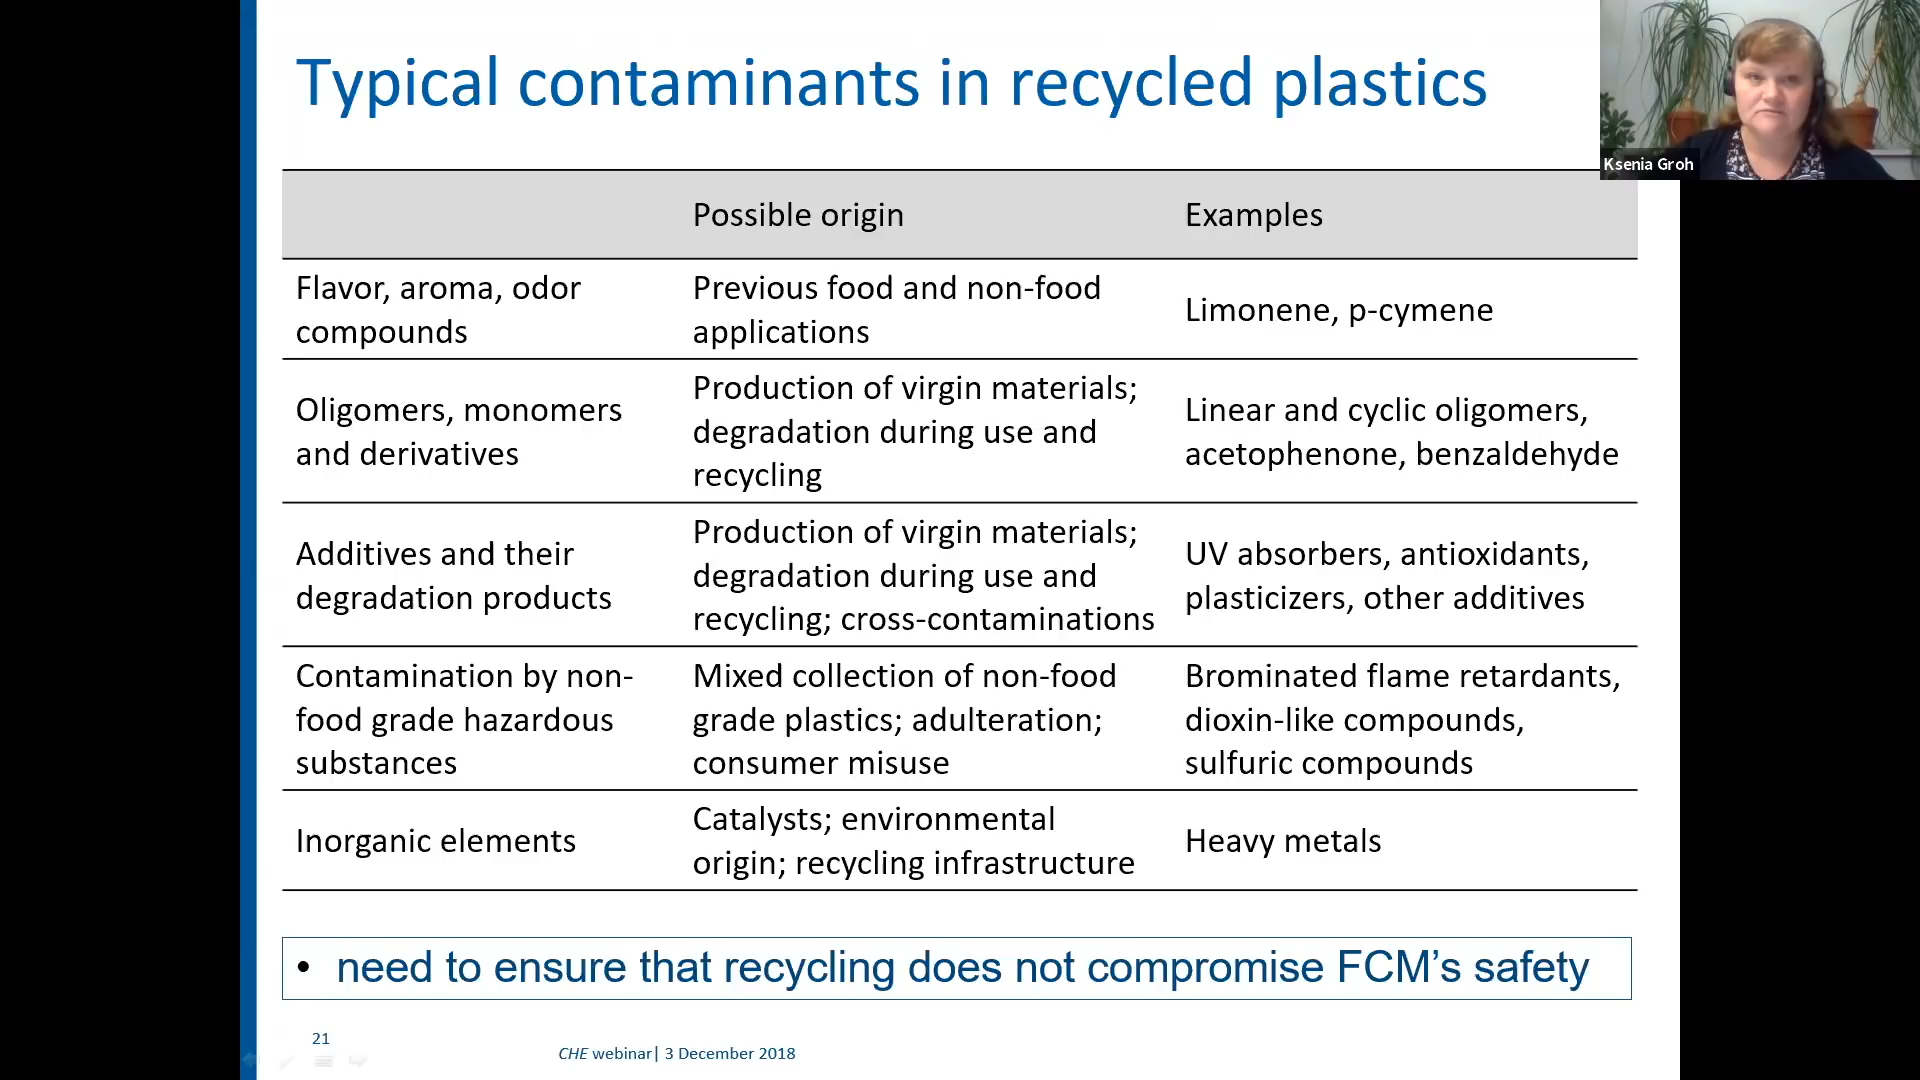 Typical contaminants in recycled plastics
Ksenia Groh
Possible origin
Examples
Flavor, aroma, odor
compounds
Previous food and non-food
applications
Limonene, p-cymene
Oligomers, monomers
and derivatives
Production of virgin materials;
degradation during use and
recycling
Linear and cyclic oligomers,
acetophenone, benzaldehyde
Additives and their
degradation products
Production of virgin materials;
degradation during use and
recycling; cross-contaminations
UV absorbers, antioxidants,
plasticizers, other additives
Contamination by non-
food grade hazardous
substances
Mixed collection of non-food
grade plastics; adulteration;
consumer misuse
Brominated flame retardants,
dioxin-like compounds,
sulfuric compounds
Inorganic elements
Catalysts; environmental
origin; recycling infrastructure
Heavy metals
• need to ensure that recycling does not compromise FCM’s safety
21
CHE webinar| 3 December 2018